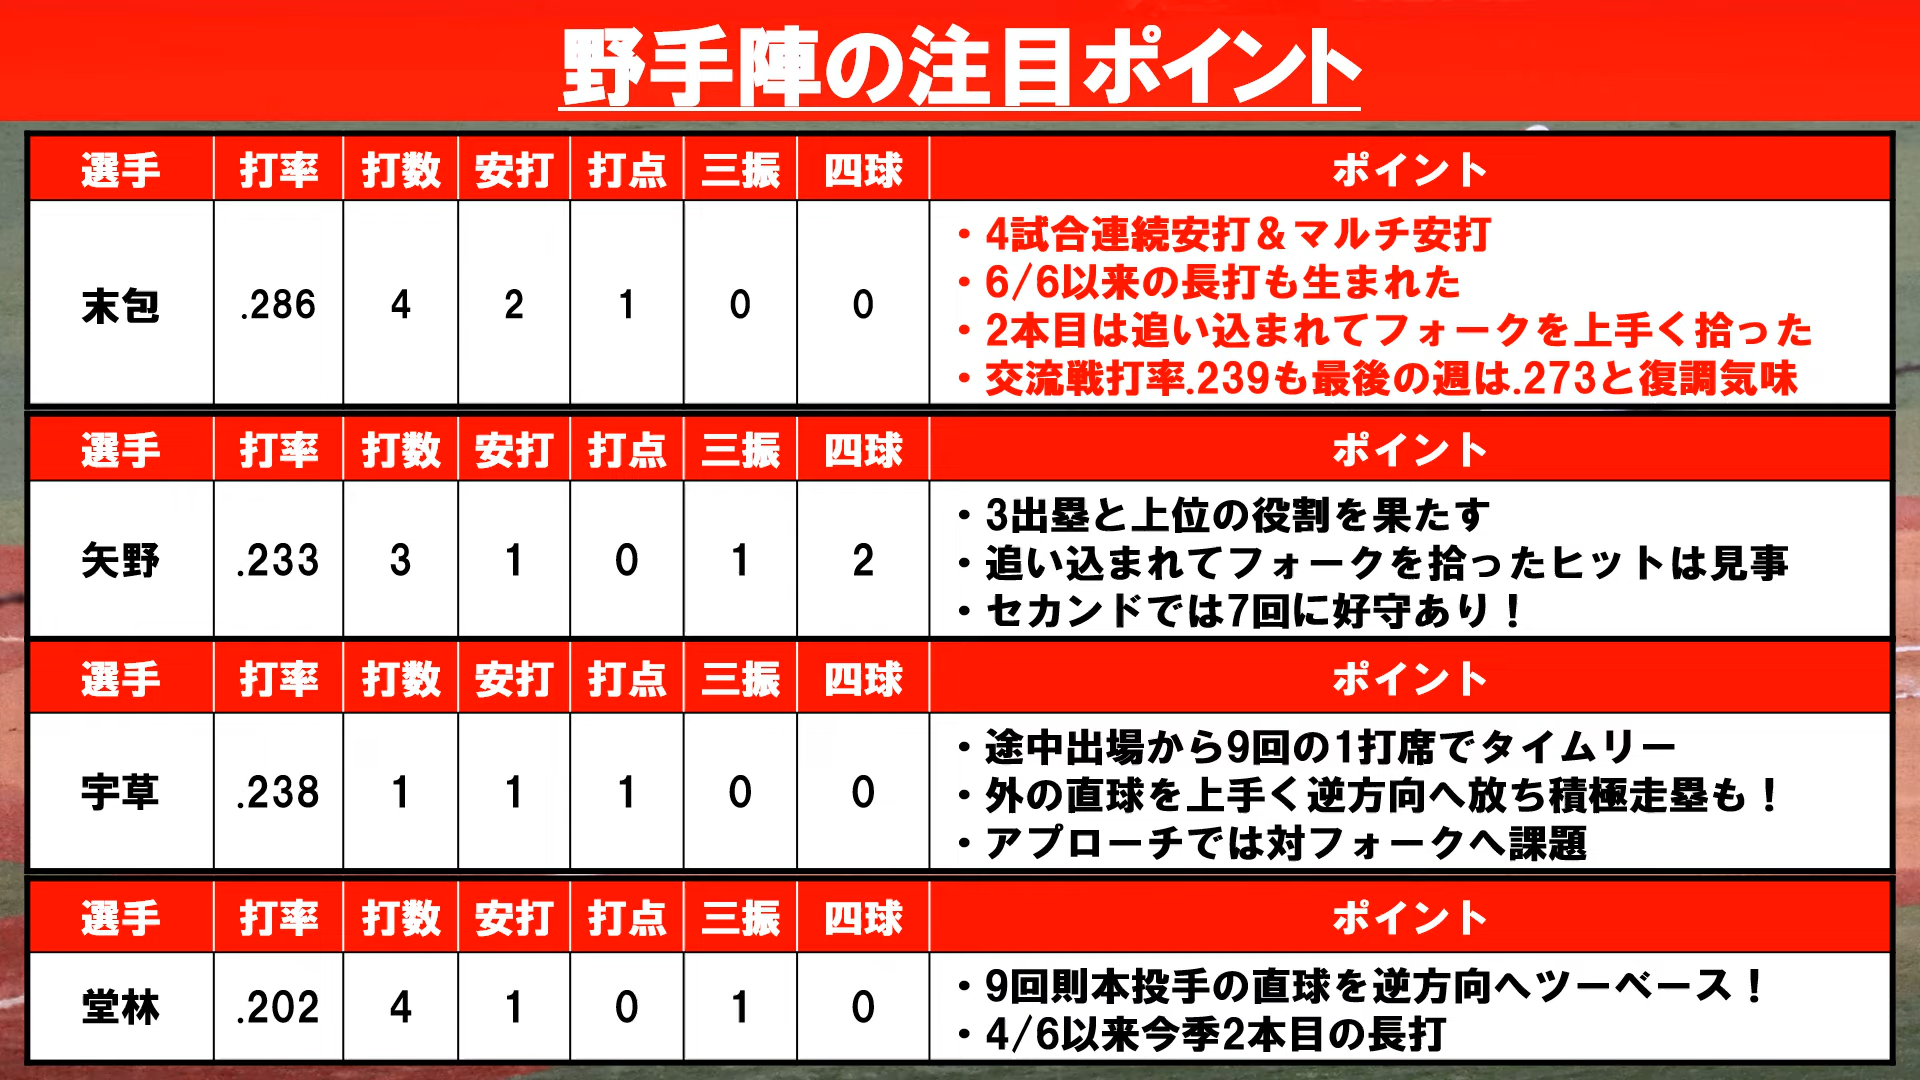 野手陣の注目ポイント
選手 打率 打数 安打 打点 三振 四球 ポイント
末包 .286 4 2 1 0 0
・4試合連続安打＆マルチ安打
・6/6以来の長打も生まれた
・2本目は追い込まれてフォークを上手く拾った
・交流戦打率.239も最後の週は.273と復調気味
選手 打率 打数 安打 打点 三振 四球 ポイント
矢野 .233 3 1 0 1 2
・3出塁と上位の役割を果たす
・追い込まれてフォークを拾ったヒットは見事
・セカンドでは7回に好守あり！
選手 打率 打数 安打 打点 三振 四球 ポイント
宇草 .238 1 1 1 0 0
・途中出場から9回の1打席でタイムリー
・外の直球を上手く逆方向へ放ち積極走塁も！
・アプローチでは対フォークへ課題
選手 打率 打数 安打 打点 三振 四球 ポイント
堂林 .202 4 1 0 1 0
・9回則本投手の直球を逆方向へツーベース！
・4/6以来今季2本目の長打